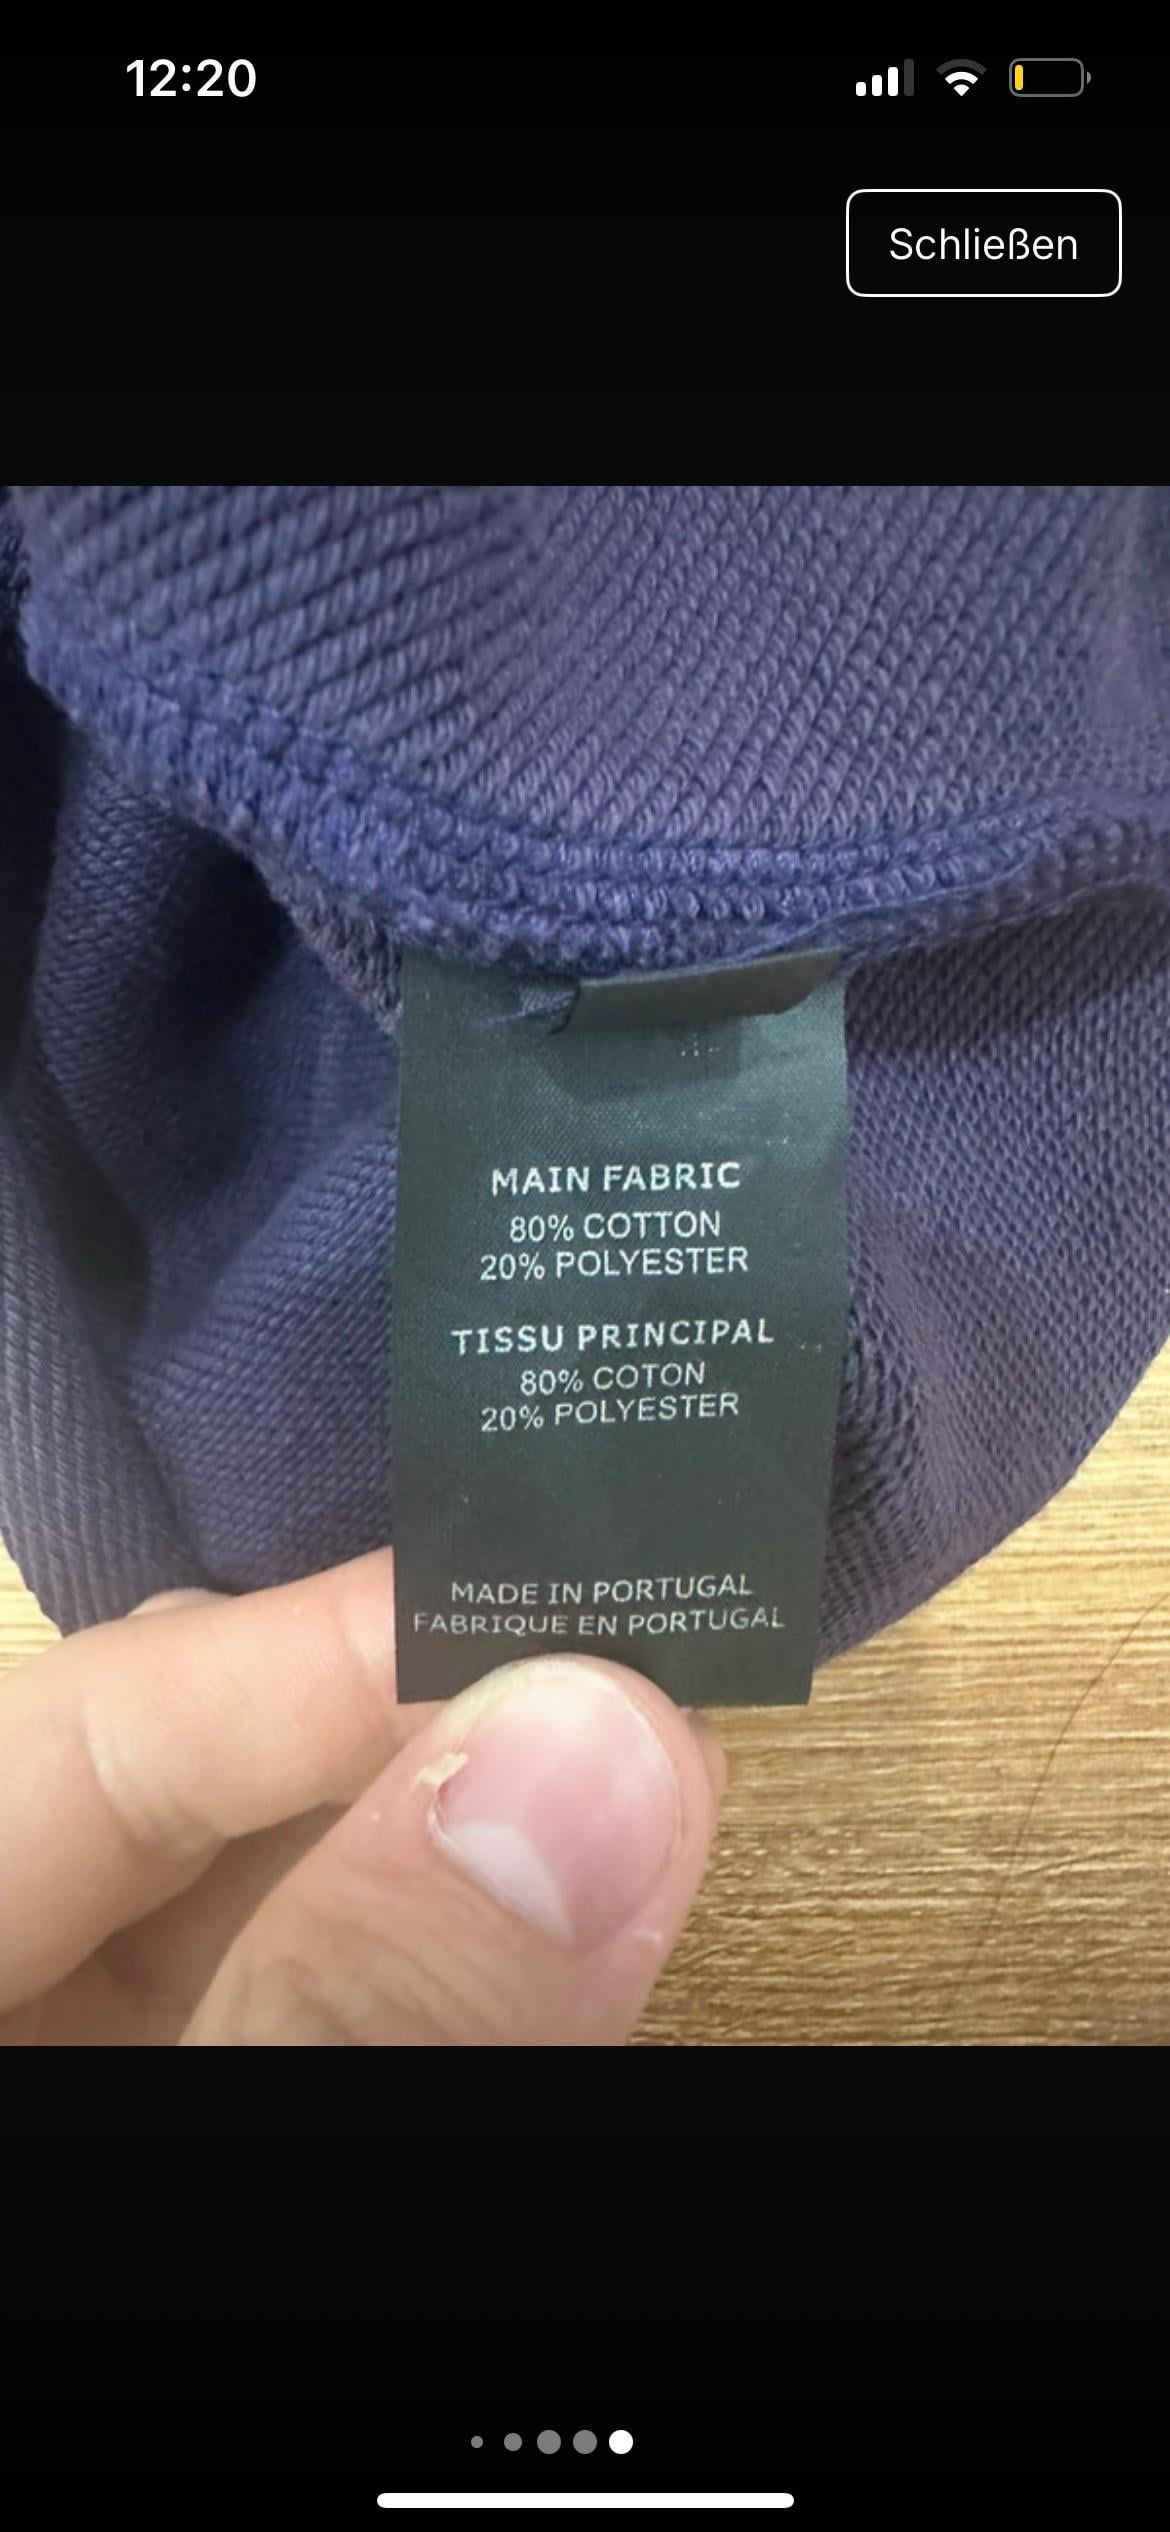 12:20
Schließen
MAIN FABRIC
80% COTTON
20% POLYESTER
TISSU PRINCIPAL
80% COTON
20% POLYESTER
MADE IN PORTUGAL
FABRIQUE EN PORTUGAL